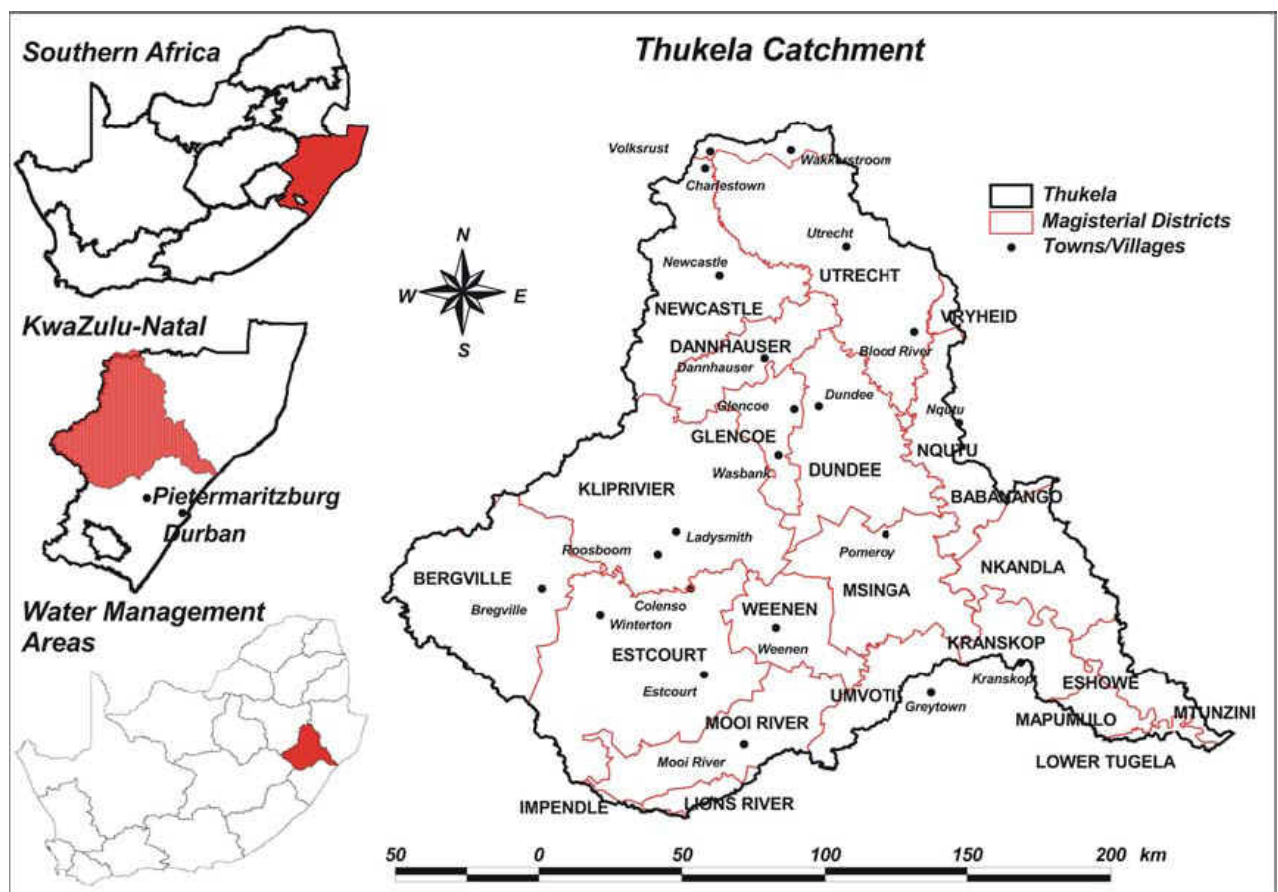 Southern Africa
Thukela Catchment
KwaZulu-Natal
Pietermaritzburg
Durban
Water Management
Areas
N
W
E
S
Thukela
Magisterial Districts
Towns/Villages
Volksrust
Wakkerstroom
Charlestown
Utrecht
Newcastle
UTRECHT
NEWCASTLE
VRYHEID
DANNHAUSER
Blood River
Dannhauser
Dundee
Glencoe
Nqutu
GLENCOE
NQUTU
Wasbank
DUNDEE
KLIPRIVIER
BABANANGO
Ladysmith
Roosboom
Pomeroy
NKANDLA
BERGVILLE
MSINGA
Bregville
Colenso
WEENEN
Winterton
Weenen
KRANSKOP
ESTCOURT
Kranskop
ESHOWE
Estcourt
UMVOTI
Greytown
MOOI RIVER
MAPUMULO
MTUNZINI
Mooi River
LOWER TUGELA
IMPENDLE
LIONS RIVER
50 0 50 100 150 200 km